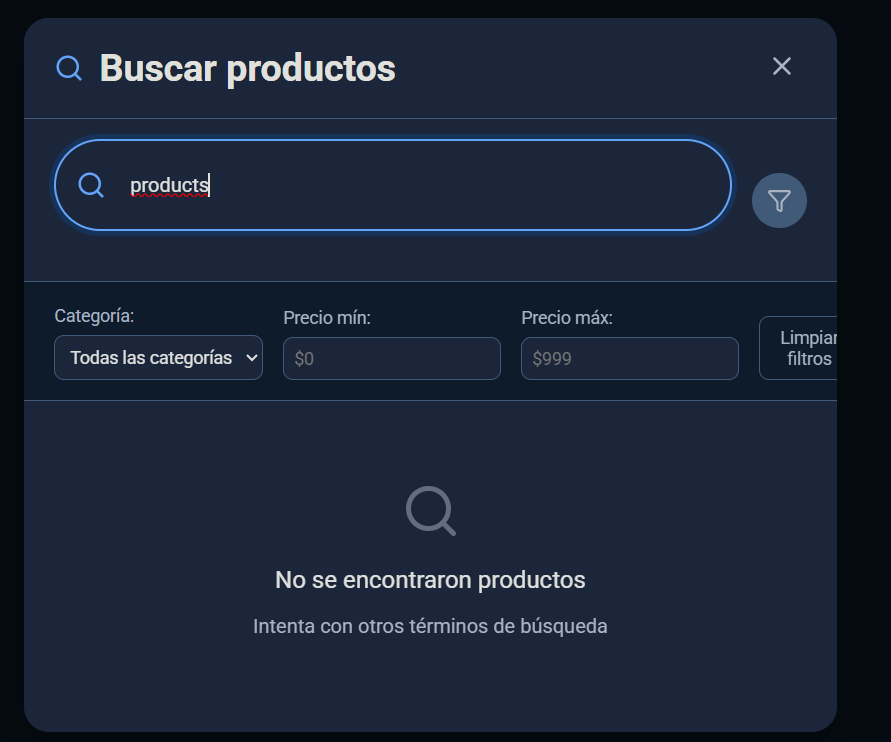 Buscar productos
products
Categoría:
Precio mín:
Precio máx:
Todas las categorías
$0
$999
Limpiar
filtros
No se encontraron productos
Intenta con otros términos de búsqueda